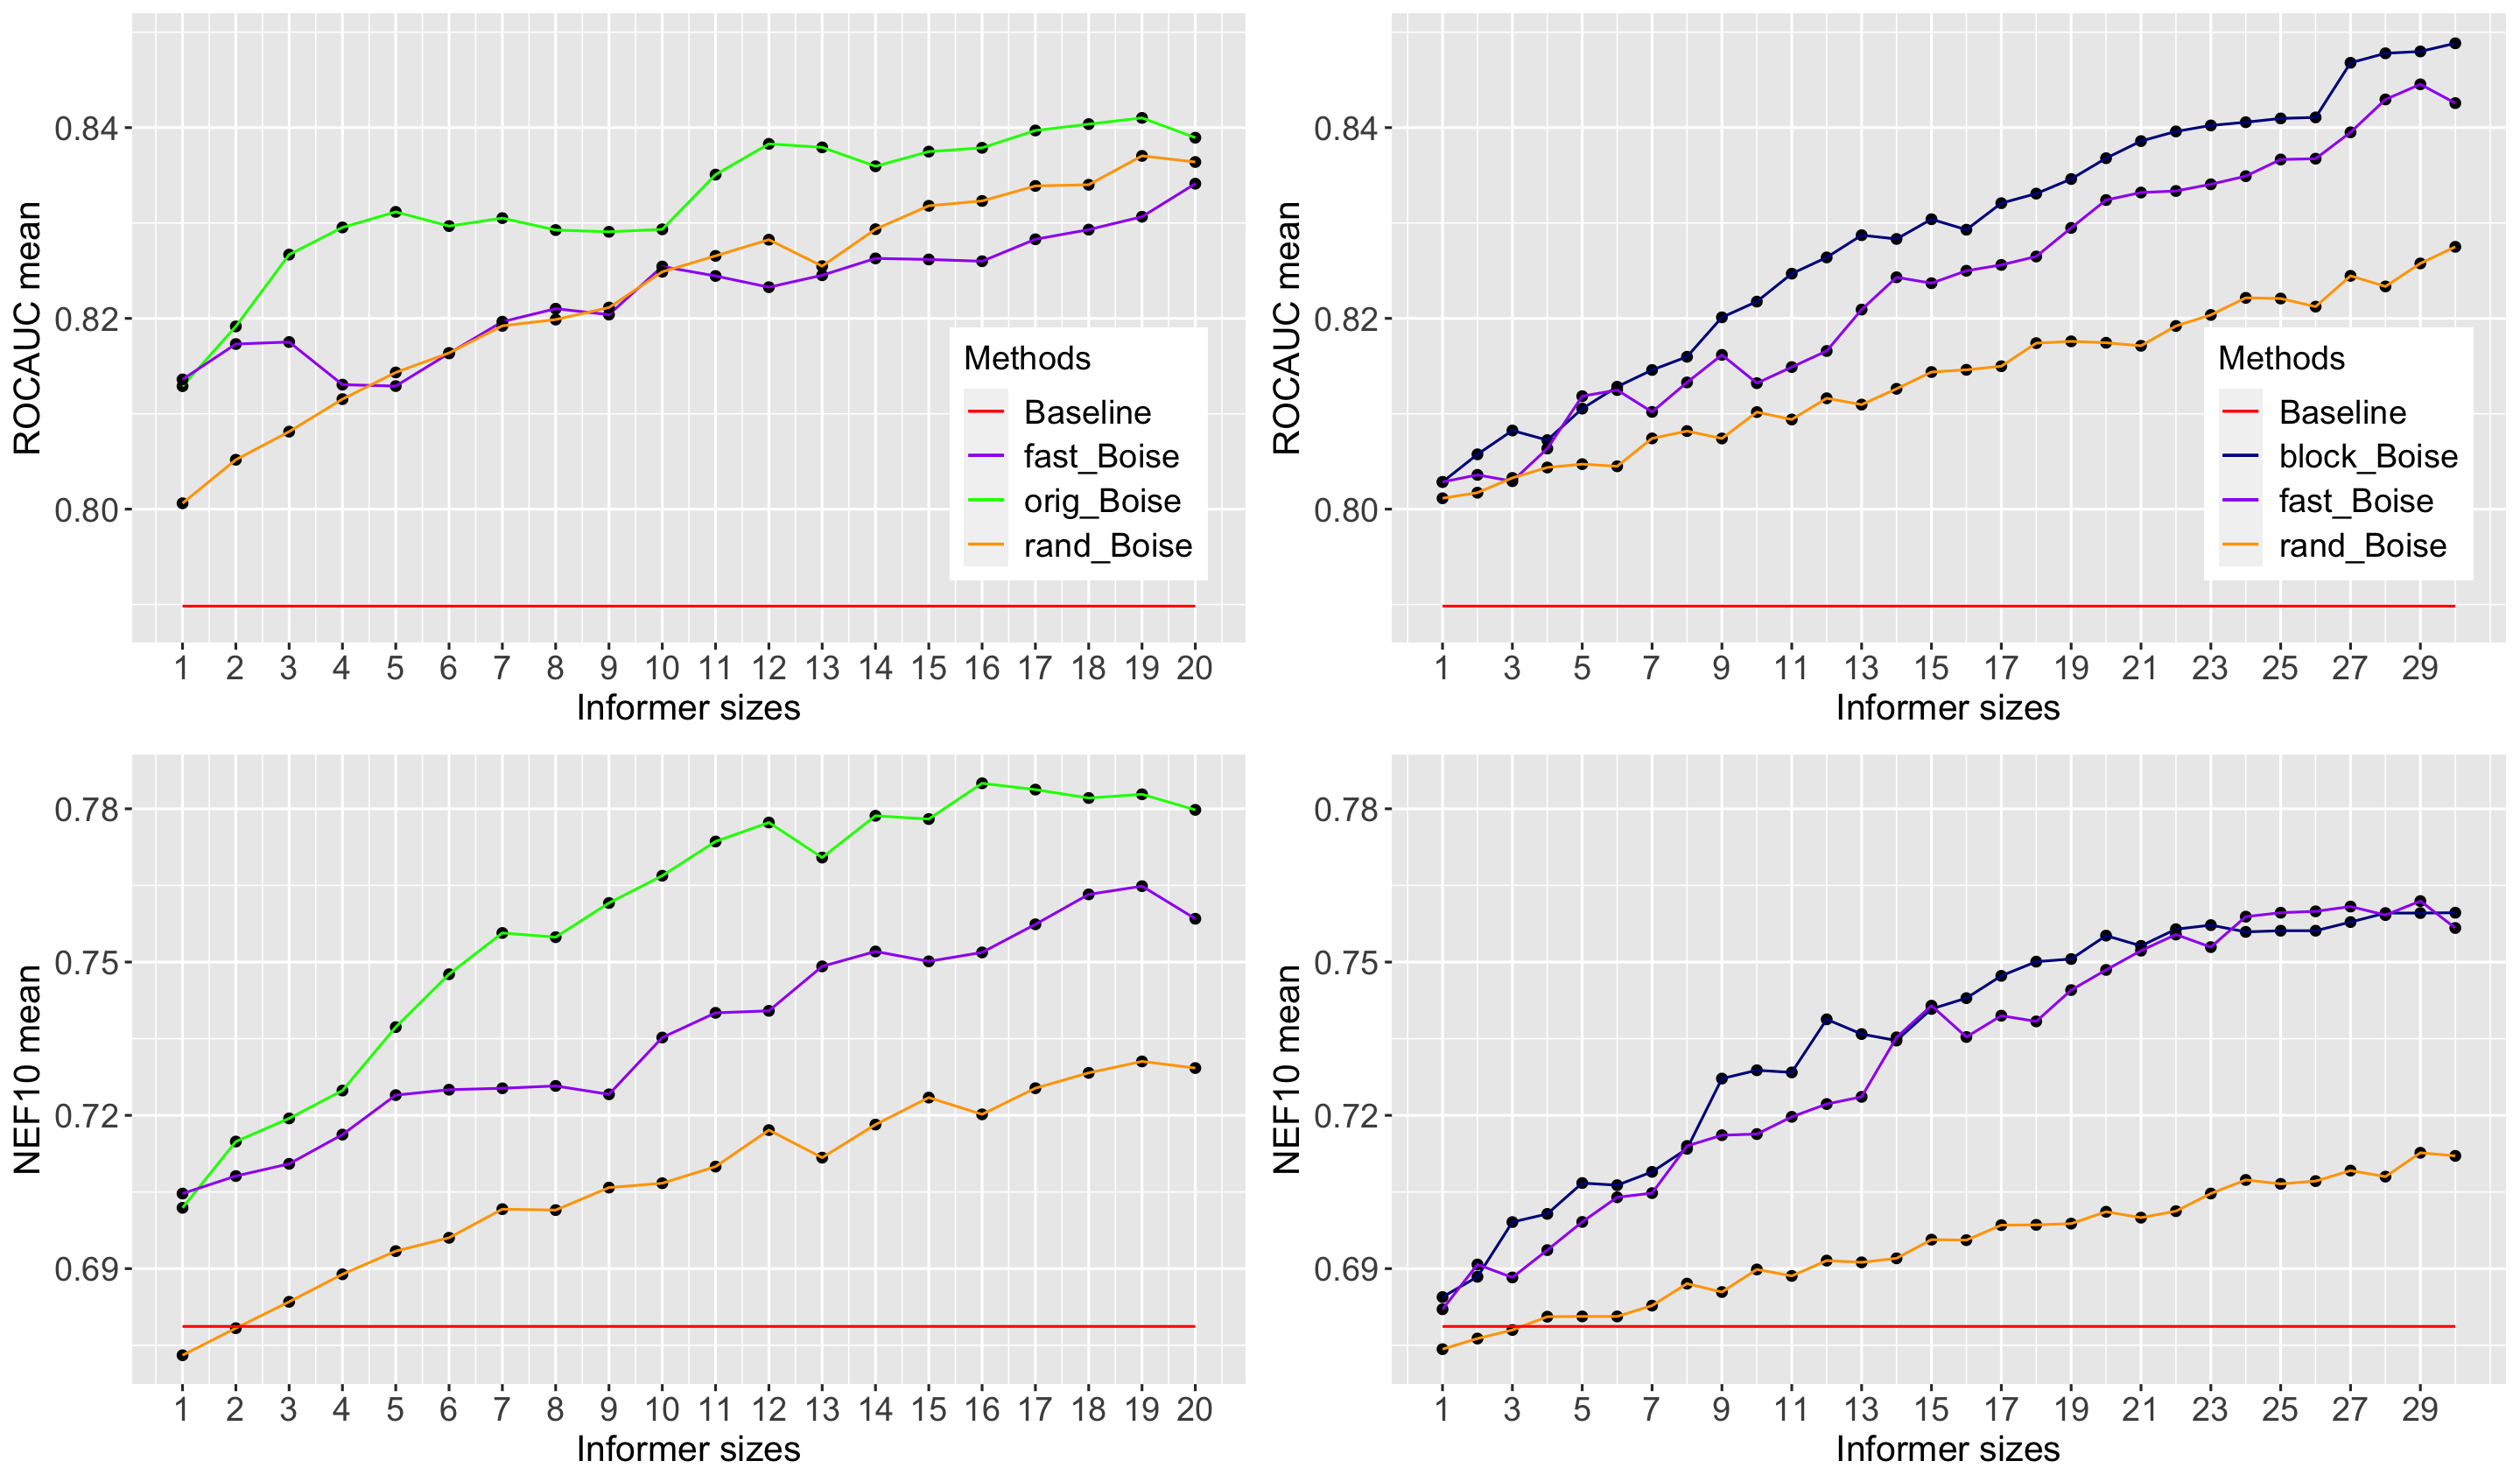 ROCAUC mean
0.84
0.82
0.80
Methods
Baseline
fast_Boise
orig_Boise
rand_Boise
1 2 3 4 5 6 7 8 9 10 11 12 13 14 15 16 17 18 19 20
Informer sizes
ROCAUC mean
0.84
0.82
0.80
Methods
Baseline
block_Boise
fast_Boise
rand_Boise
1 3 5 7 9 11 13 15 17 19 21 23 25 27 29
Informer sizes
NEF10 mean
0.78
0.75
0.72
0.69
1 2 3 4 5 6 7 8 9 10 11 12 13 14 15 16 17 18 19 20
Informer sizes
NEF10 mean
0.78
0.75
0.72
0.69
1 3 5 7 9 11 13 15 17 19 21 23 25 27 29
Informer sizes